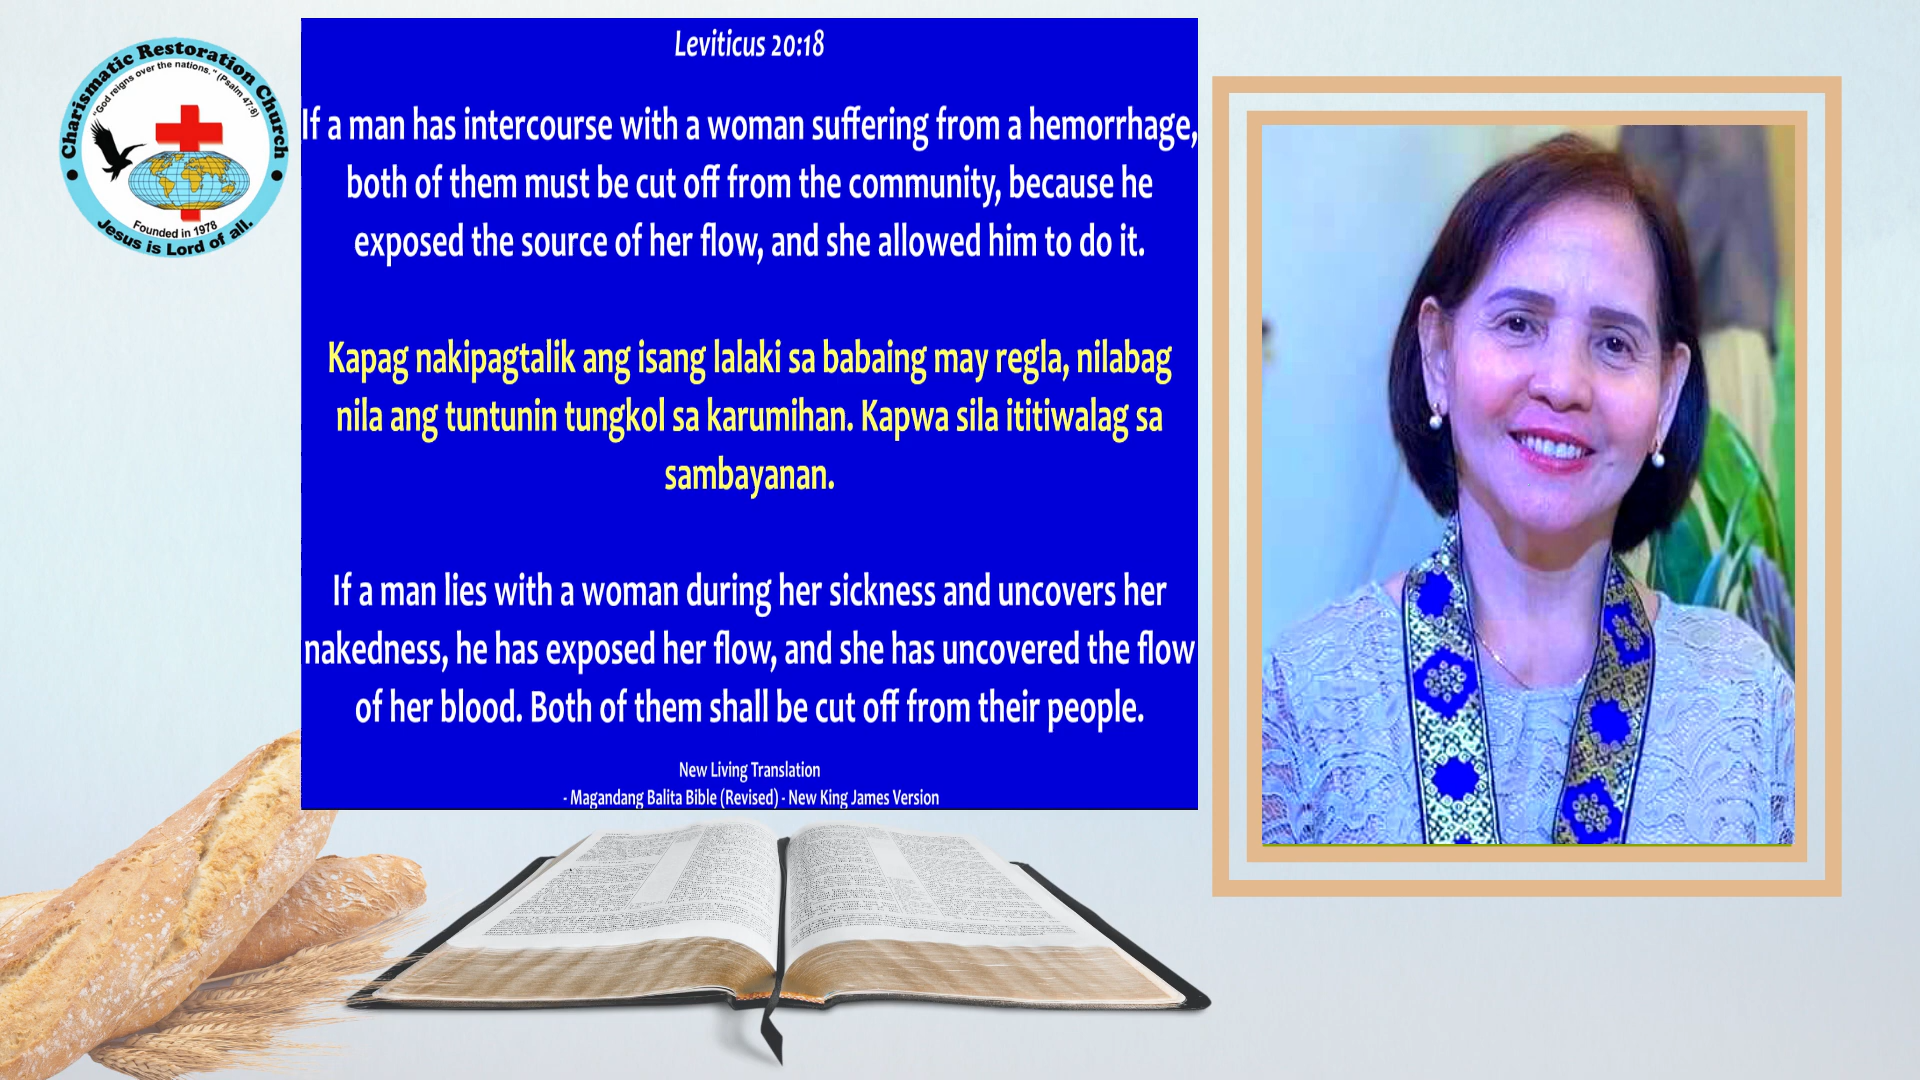 Charismatic Restoration Church
"God reigns over the nations." (Psalm 47:8)
Founded in 1978
Jesus is Lord of all.
Leviticus 20:18
If a man has intercourse with a woman suffering from a hemorrhage,
both of them must be cut off from the community, because he
exposed the source of her flow, and she allowed him to do it.
Kapag nakipagtalik ang isang lalaki sa babaing may regla, nilabag
nila ang tuntunin tungkol sa karumihan. Kapwa sila ititiwalag sa
sambayanan.
If a man lies with a woman during her sickness and uncovers her
nakedness, he has exposed her flow, and she has uncovered the flow
of her blood. Both of them shall be cut off from their people.
New Living Translation
- Magandang Balita Bible (Revised) - New King James Version